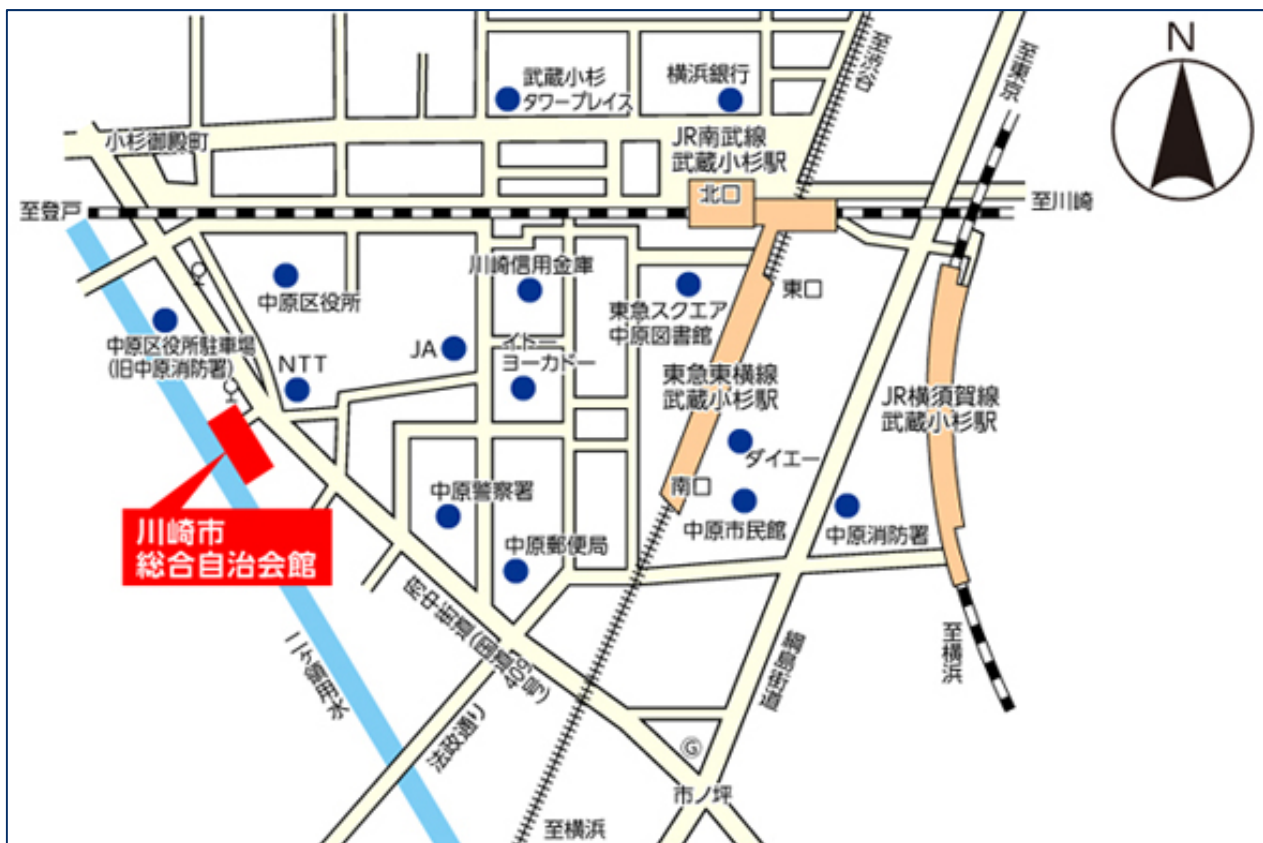 N
至渋谷
至東京
武蔵小杉
タワープレイス
横浜銀行
小杉御殿町
JR南武線
武蔵小杉駅
北口
至登戸
至川崎
川崎信用金庫
中原区役所
東急スクエア
中原図書館
東口
中原区役所駐車場
(旧中原消防署)
NTT
JA
イトー
ヨーカドー
東急東横線
武蔵小杉駅
JR横須賀線
武蔵小杉駅
ダイエー
南口
中原警察署
中原市民館
中原消防署
川崎市
総合自治会館
中原郵便局
府中街道(国道409号)
二ヶ領用水
綱島街道
至横浜
法政通り
G
市ノ坪
至横浜